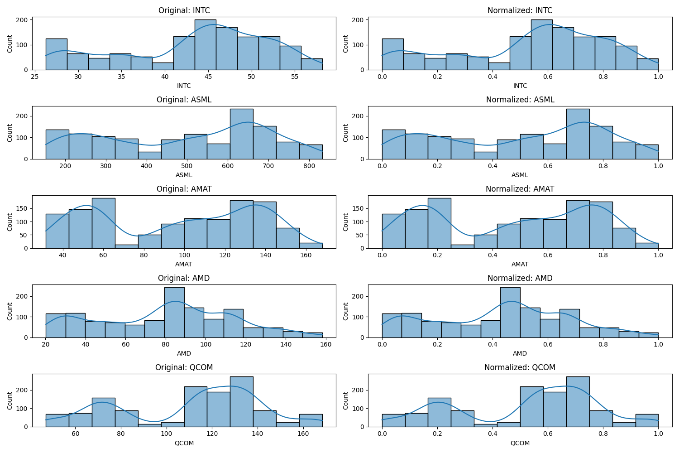 Original: INTC
Normalized: INTC
200
100
0
Count
25 30 35 40 45 50 55
INTC
200
100
0
Count
0.0 0.2 0.4 0.6 0.8 1.0
INTC
Original: ASML
Normalized: ASML
200
100
0
Count
200 300 400 500 600 700 800
ASML
200
100
0
Count
0.0 0.2 0.4 0.6 0.8 1.0
ASML
Original: AMAT
Normalized: AMAT
150
100
50
0
Count
40 60 80 100 120 140 160
AMAT
150
100
50
0
Count
0.0 0.2 0.4 0.6 0.8 1.0
AMAT
Original: AMD
Normalized: AMD
200
100
0
Count
20 40 60 80 100 120 140 160
AMD
200
100
0
Count
0.0 0.2 0.4 0.6 0.8 1.0
AMD
Original: QCOM
Normalized: QCOM
200
100
0
Count
60 80 100 120 140 160
QCOM
200
100
0
Count
0.0 0.2 0.4 0.6 0.8 1.0
QCOM